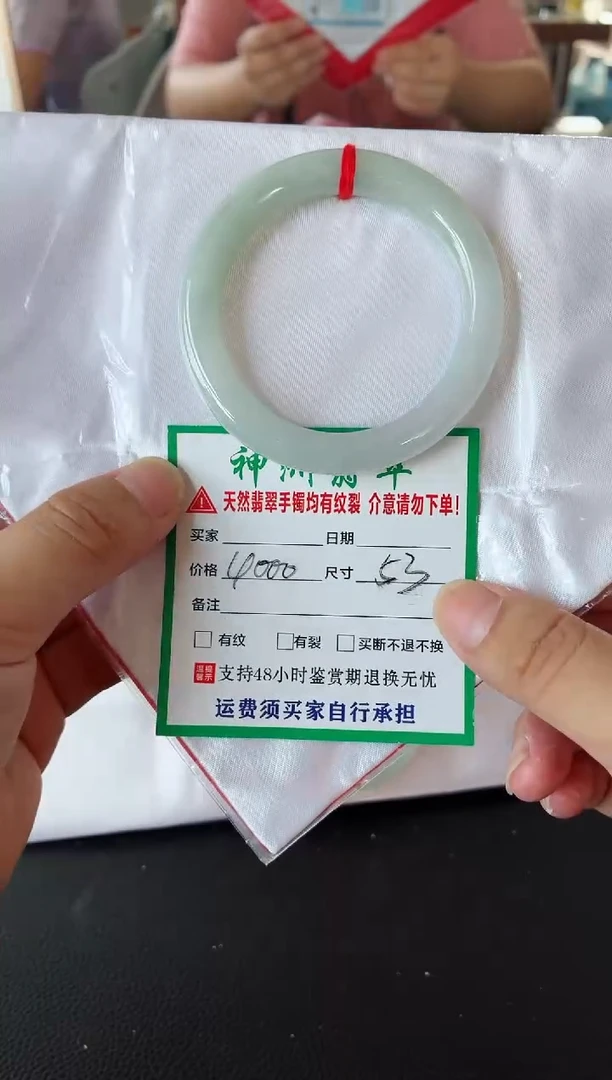 神州翡翠
天然翡翠手镯均有纹裂 介意请勿下单!
买家 日期
价格 4000 尺寸 53
备注
有纹 有裂 买断不退不换
温馨提示 支持48小时鉴赏期退换无忧
运费须买家自行承担